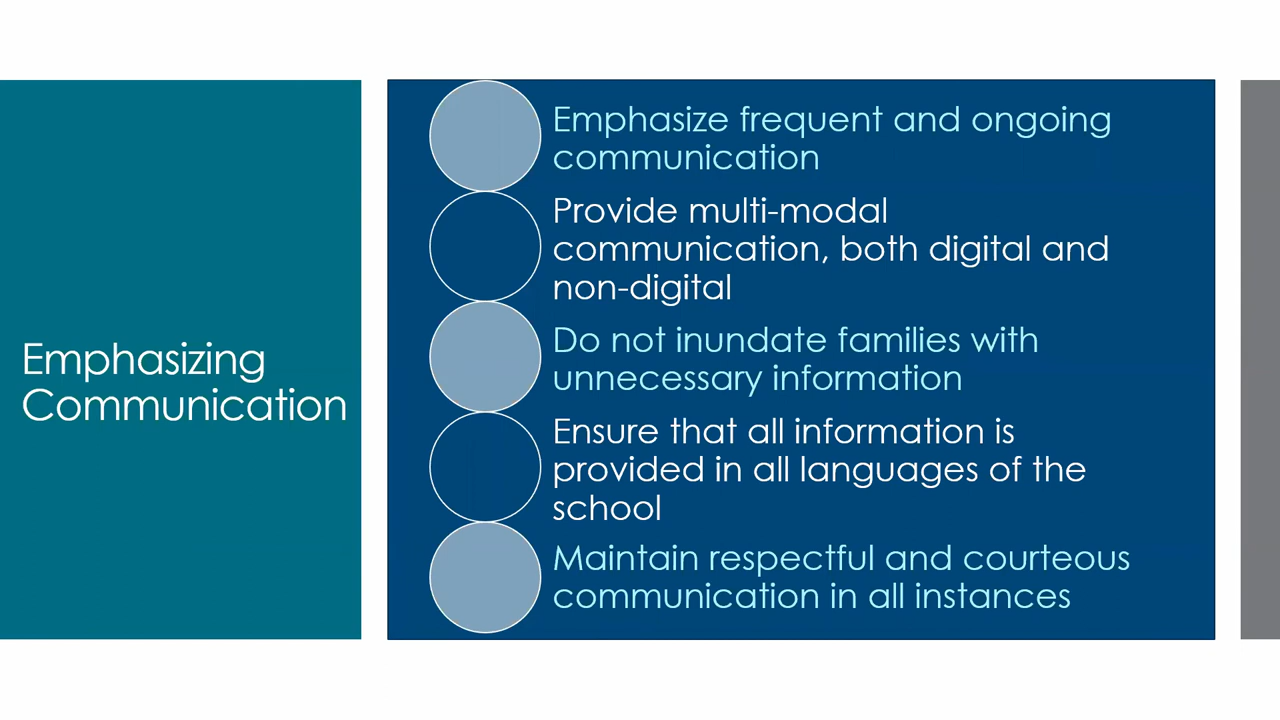 Emphasizing
Communication
Emphasize frequent and ongoing
communication
Provide multi-modal
communication, both digital and
non-digital
Do not inundate families with
unnecessary information
Ensure that all information is
provided in all languages of the
school
Maintain respectful and courteous
communication in all instances